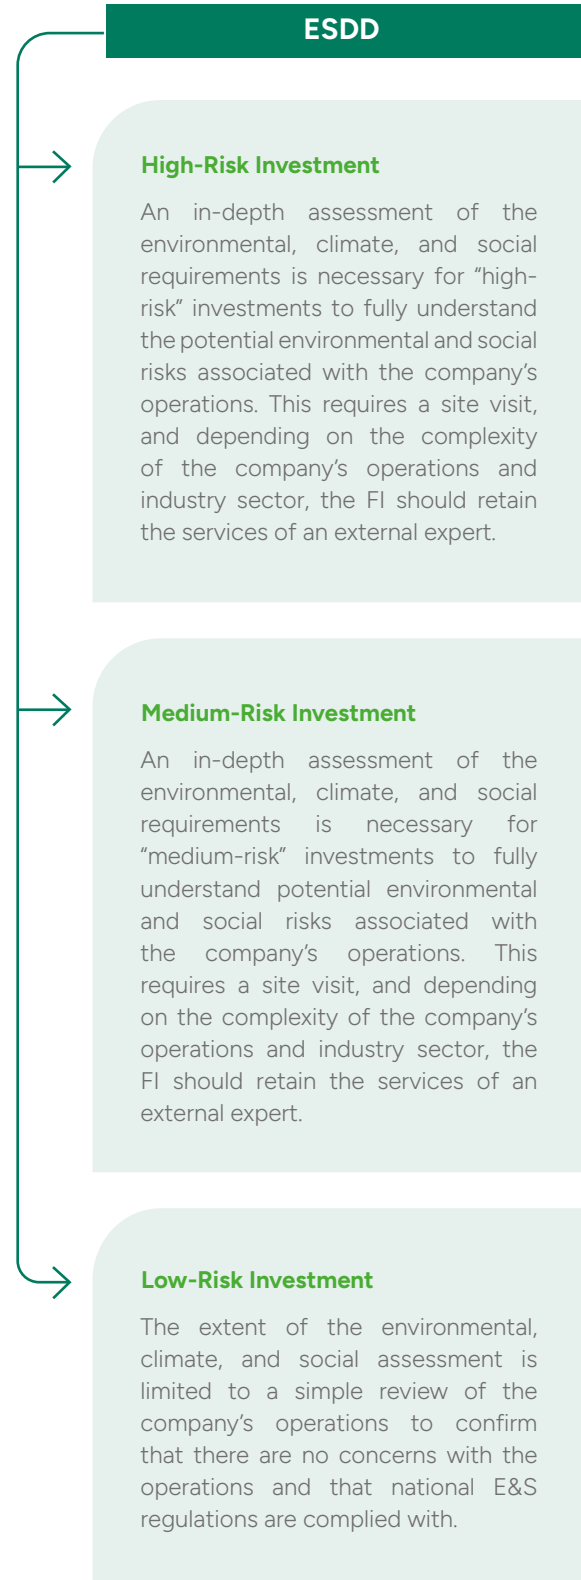 ESDD
High-Risk Investment
An in-depth assessment of the
environmental, climate, and social
requirements is necessary for “high-
risk” investments to fully understand
the potential environmental and social
risks associated with the company’s
operations. This requires a site visit,
and depending on the complexity
of the company’s operations and
industry sector, the FI should retain
the services of an external expert.
Medium-Risk Investment
An in-depth assessment of the
environmental, climate, and social
requirements is necessary for
“medium-risk” investments to fully
understand potential environmental
and social risks associated with
the company’s operations. This
requires a site visit, and depending
on the complexity of the company’s
operations and industry sector, the
FI should retain the services of an
external expert.
Low-Risk Investment
The extent of the environmental,
climate, and social assessment is
limited to a simple review of the
company’s operations to confirm
that there are no concerns with the
operations and that national E&S
regulations are complied with.